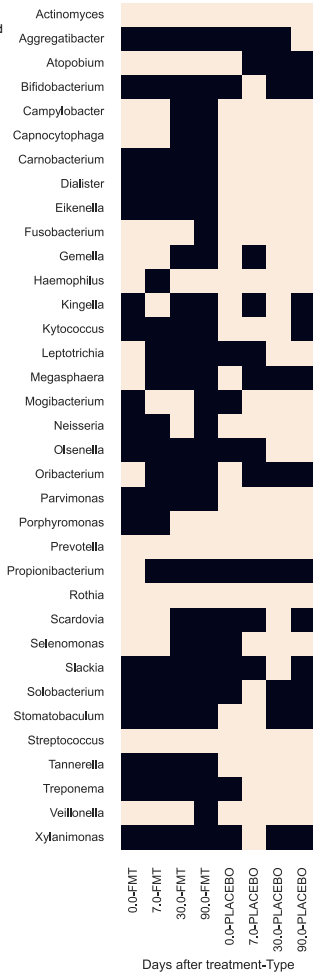 Actinomyces
d
Aggregatibacter
Atopobium
Bifidobacterium
Campylobacter
Capnocytophaga
Carnobacterium
Dialister
Eikenella
Fusobacterium
Gemella
Haemophilus
Kingella
Kytococcus
Leptotrichia
Megasphaera
Mogibacterium
Neisseria
Olsenella
Oribacterium
Parvimonas
Porphyromonas
Prevotella
Propionibacterium
Rothia
Scardovia
Selenomonas
Slackia
Solobacterium
Stomatobaculum
Streptococcus
Tannerella
Treponema
Veillonella
Xylanimonas
0.0-FMT
7.0-FMT
30.0-FMT
90.0-FMT
0.0-PLACEBO
7.0-PLACEBO
30.0-PLACEBO
90.0-PLACEBO
Days after treatment-Type